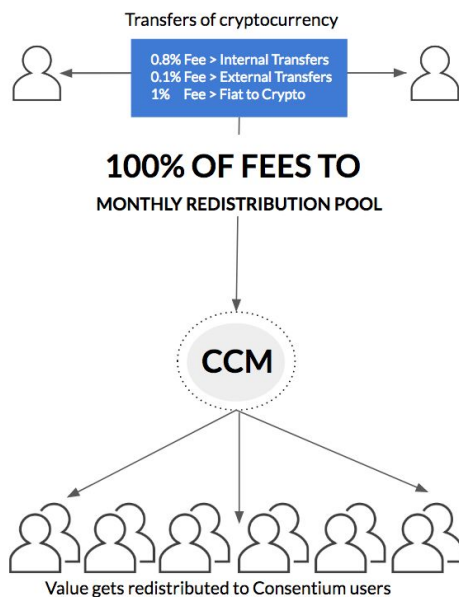 Transfers of cryptocurrency
0.8% Fee > Internal Transfers
0.1% Fee > External Transfers
1% Fee > Fiat to Crypto
100% OF FEES TO
MONTHLY REDISTRIBUTION POOL
CCM
Value gets redistributed to Consentium users